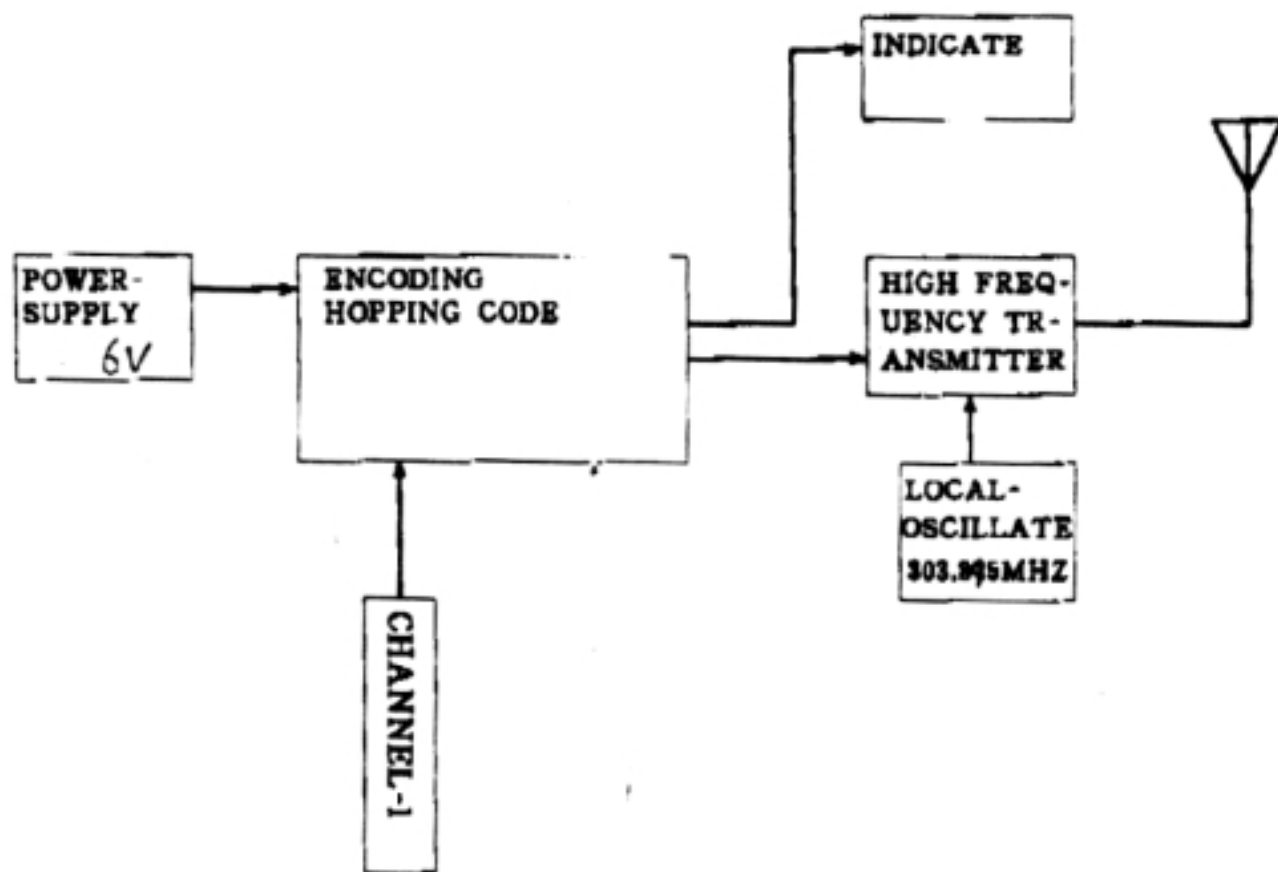 INDICATE
POWER-
SUPPLY
6V
ENCODING
HOPPING CODE
HIGH FREQ-
UENCY TR-
ANSMITTER
LOCAL-
OSCILLATE
CHANNEL-1